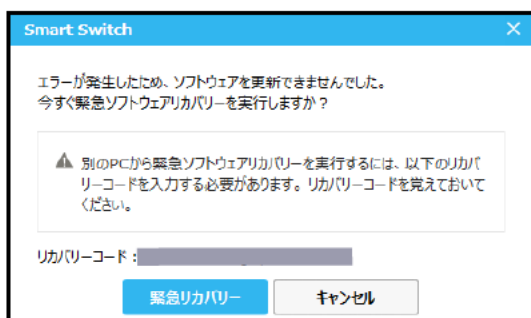 Smart Switch
エラーが発生したため、ソフトウェアを更新できませんでした。
今すぐ緊急ソフトウェアリカバリーを実行しますか？
別のPCから緊急ソフトウェアリカバリーを実行するには、以下のリカバ
リーコードを入力する必要があります。リカバリーコードを覚えておいて
ください。
リカバリーコード：
緊急リカバリー
キャンセル